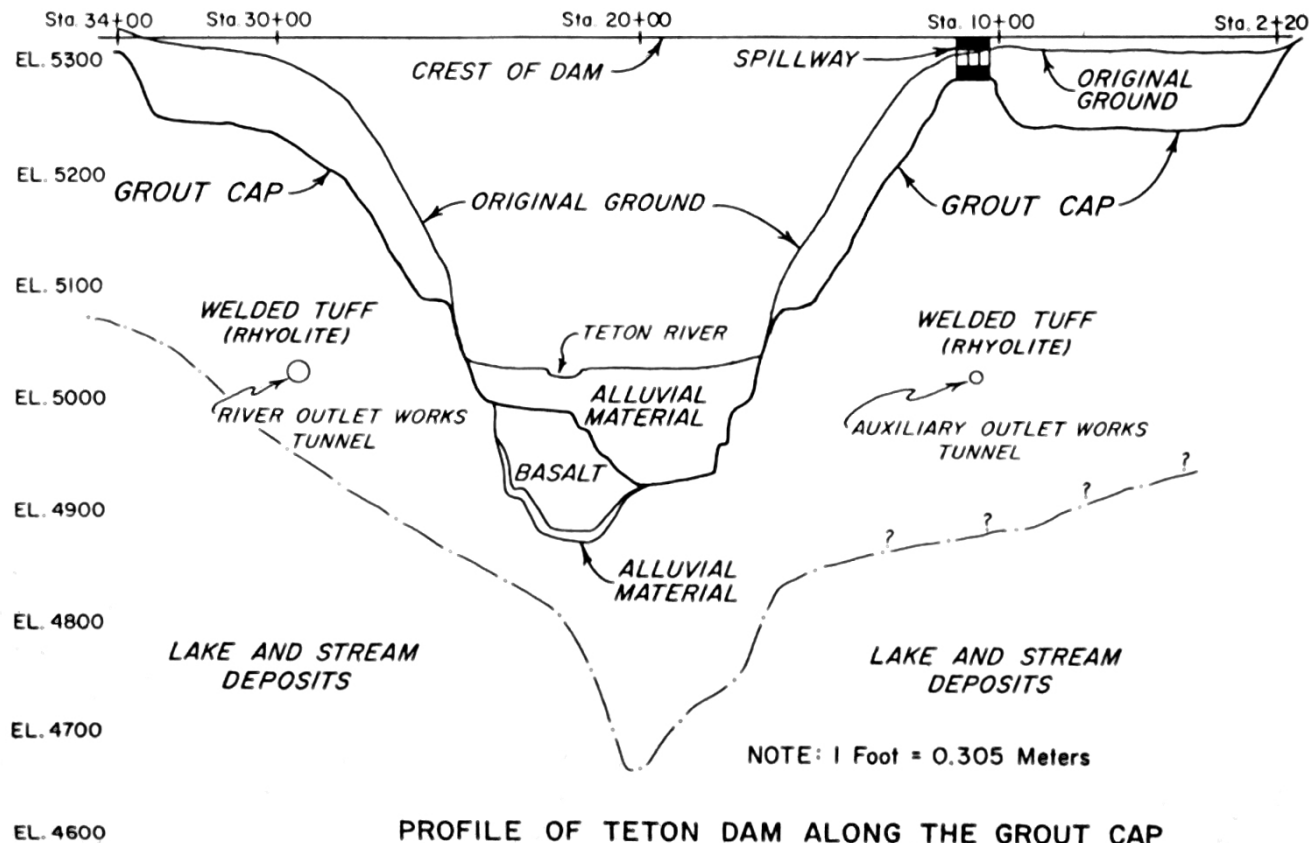 Sta. 34+00
Sta. 30+00
Sta. 20+00
Sta. 10+00
Sta. 2+20
EL. 5300
CREST OF DAM
SPILLWAY
ORIGINAL
GROUND
EL. 5200
GROUT CAP
ORIGINAL GROUND
GROUT CAP
EL. 5100
WELDED TUFF
(RHYOLITE)
TETON RIVER
WELDED TUFF
(RHYOLITE)
EL. 5000
ALLUVIAL
MATERIAL
RIVER OUTLET WORKS
TUNNEL
AUXILIARY OUTLET WORKS
TUNNEL
BASALT
? ? ? ?
EL. 4900
ALLUVIAL
MATERIAL
EL. 4800
LAKE AND STREAM
DEPOSITS
LAKE AND STREAM
DEPOSITS
EL. 4700
NOTE: 1 Foot = 0.305 Meters
EL. 4600
PROFILE OF TETON DAM ALONG THE GROUT CAP